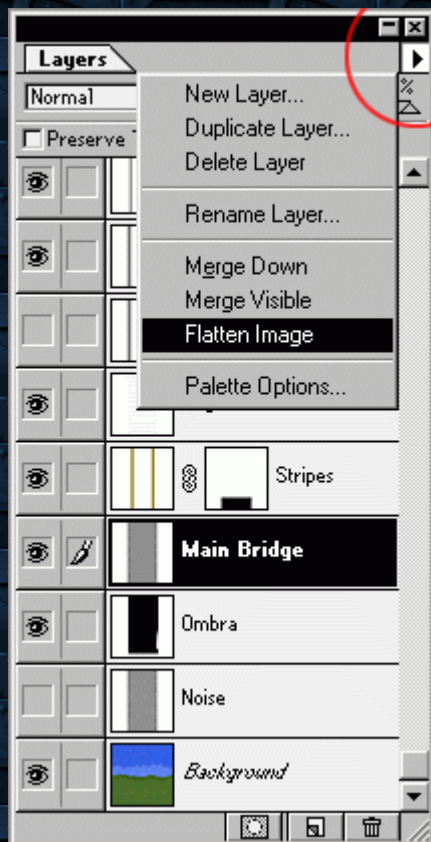 Layers
Normal
%
Preserve
New Layer...
Duplicate Layer...
Delete Layer
Rename Layer...
Merge Down
Merge Visible
Flatten Image
Palette Options...
Stripes
Main Bridge
Ombra
Noise
Background